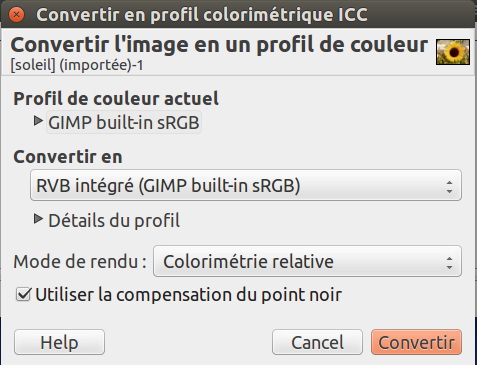 Convertir en profil colorimétrique ICC
Convertir l'image en un profil de couleur
[soleil] (importée)-1
Profil de couleur actuel
GIMP built-in sRGB
Convertir en
RVB intégré (GIMP built-in sRGB)
Détails du profil
Mode de rendu : Colorimétrie relative
Utiliser la compensation du point noir
Help Cancel Convertir